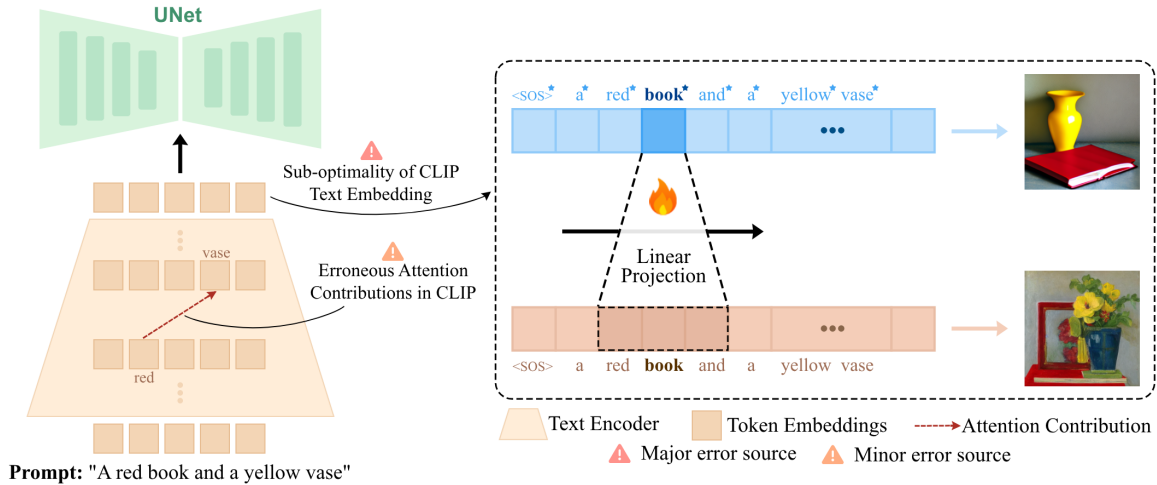 UNet
Sub-optimality of CLIP
Text Embedding
vase
Erroneous Attention
Contributions in CLIP
red
Prompt: "A red book and a yellow vase"
<SOS>* a* red* book* and* a* yellow* vase*
•••
Linear
Projection
•••
<SOS> a red book and a yellow vase
Text Encoder
Token Embeddings
Attention Contribution
Major error source
Minor error source